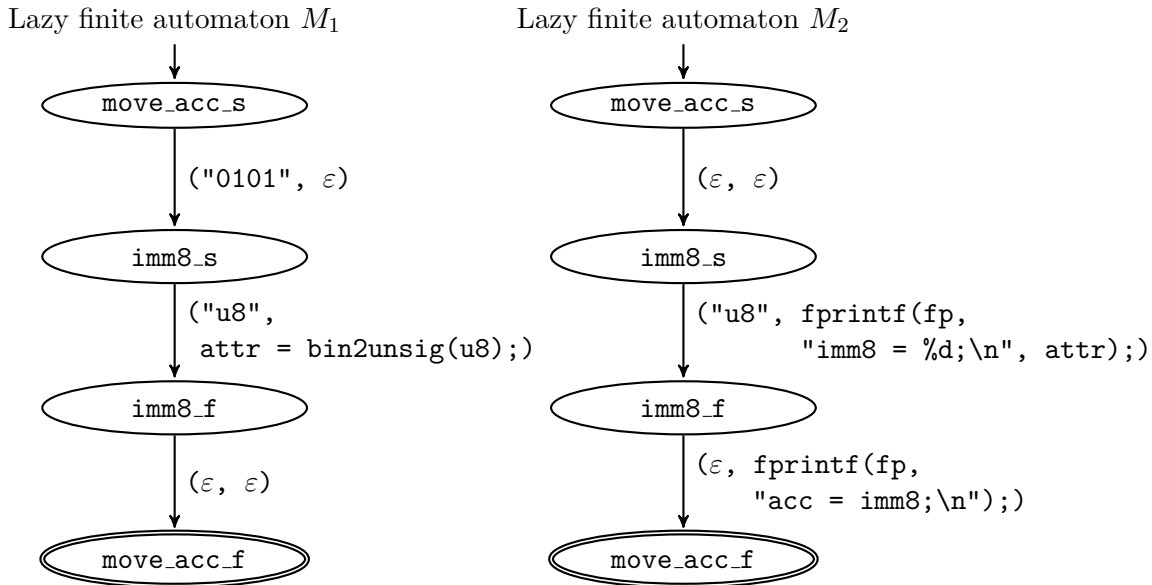 Lazy finite automaton M₁
move_acc_s
("0101", ε)
imm8_s
("u8",
attr = bin2unsig(u8);)
imm8_f
(ε, ε)
move_acc_f
Lazy finite automaton M₂
move_acc_s
(ε, ε)
imm8_s
("u8", fprintf(fp,
"imm8 = %d;\n", attr);)
imm8_f
(ε, fprintf(fp,
"acc = imm8;\n");)
move_acc_f